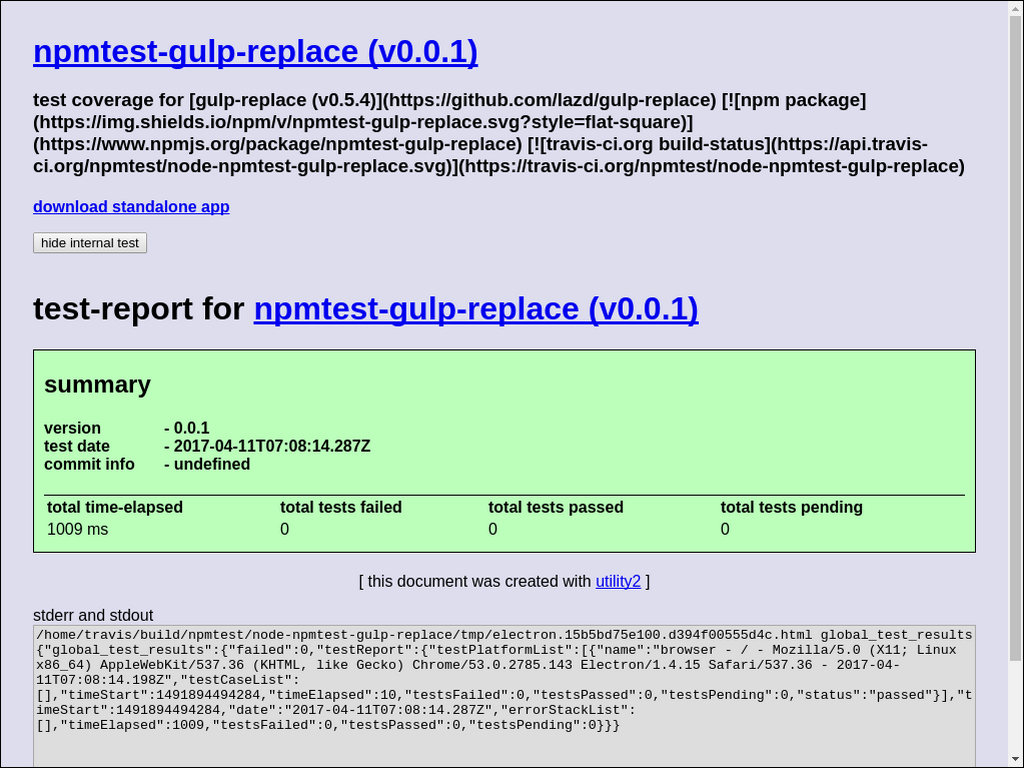 npmtest-gulp-replace (v0.0.1)
test coverage for [gulp-replace (v0.5.4)](https://github.com/lazd/gulp-replace) [![npm package]
(https://img.shields.io/npm/v/npmtest-gulp-replace.svg?style=flat-square)]
(https://www.npmjs.org/package/npmtest-gulp-replace) [![travis-ci.org build-status](https://api.travis-
ci.org/npmtest/node-npmtest-gulp-replace.svg)](https://travis-ci.org/npmtest/node-npmtest-gulp-replace)
download standalone app
hide internal test
test-report for npmtest-gulp-replace (v0.0.1)
summary
version - 0.0.1
test date - 2017-04-11T07:08:14.287Z
commit info - undefined
total time-elapsed total tests failed total tests passed total tests pending
1009 ms 0 0 0
[ this document was created with utility2 ]
stderr and stdout
/home/travis/build/npmtest/node-npmtest-gulp-replace/tmp/electron.15b5bd75e100.d394f00555d4c.html global_test_results
{"global_test_results":{"failed":0,"testReport":{"testPlatformList":[{"name":"browser - / - Mozilla/5.0 (X11; Linux
x86_64) AppleWebKit/537.36 (KHTML, like Gecko) Chrome/53.0.2785.143 Electron/1.4.15 Safari/537.36 - 2017-04-
11T07:08:14.198Z","testCaseList":
[],"timeStart":1491894494284,"timeElapsed":10,"testsFailed":0,"testsPassed":0,"testsPending":0,"status":"passed"}],"t
imeStart":1491894494284,"date":"2017-04-11T07:08:14.287Z","errorStackList":
[],"timeElapsed":1009,"testsFailed":0,"testsPassed":0,"testsPending":0}}}